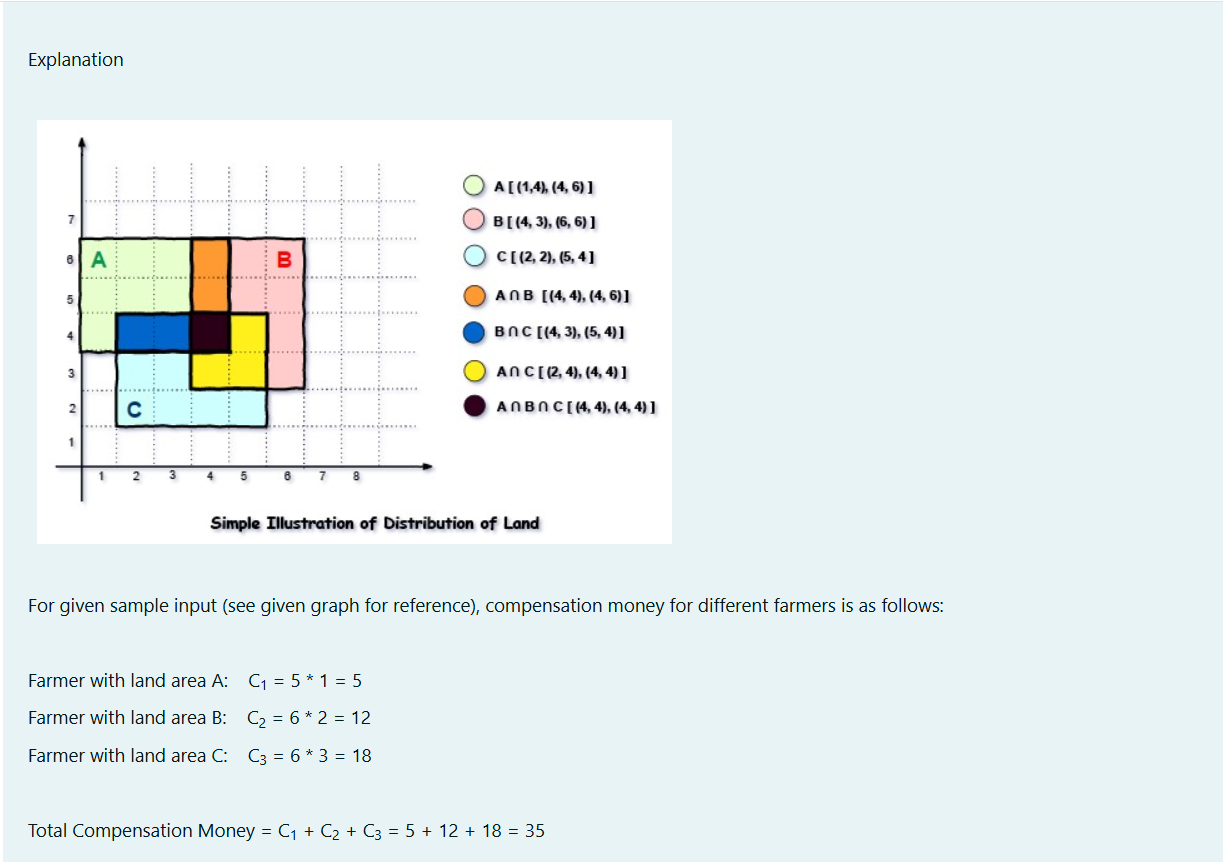 Explanation
7
6
5
4
3
2
1
A
B
C
1 2 3 4 5 6 7 8
A [ (1,4), (4, 6) ]
B [ (4, 3), (6, 6) ]
C [ (2, 2), (5, 4 ]
A ∩ B [(4, 4), (4, 6)]
B ∩ C [(4, 3), (5, 4)]
A ∩ C [ (2, 4), (4, 4) ]
A ∩ B ∩ C [ (4, 4), (4, 4) ]
Simple Illustration of Distribution of Land
For given sample input (see given graph for reference), compensation money for different farmers is as follows:
Farmer with land area A: C₁ = 5 * 1 = 5
Farmer with land area B: C₂ = 6 * 2 = 12
Farmer with land area C: C₃ = 6 * 3 = 18
Total Compensation Money = C₁ + C₂ + C₃ = 5 + 12 + 18 = 35